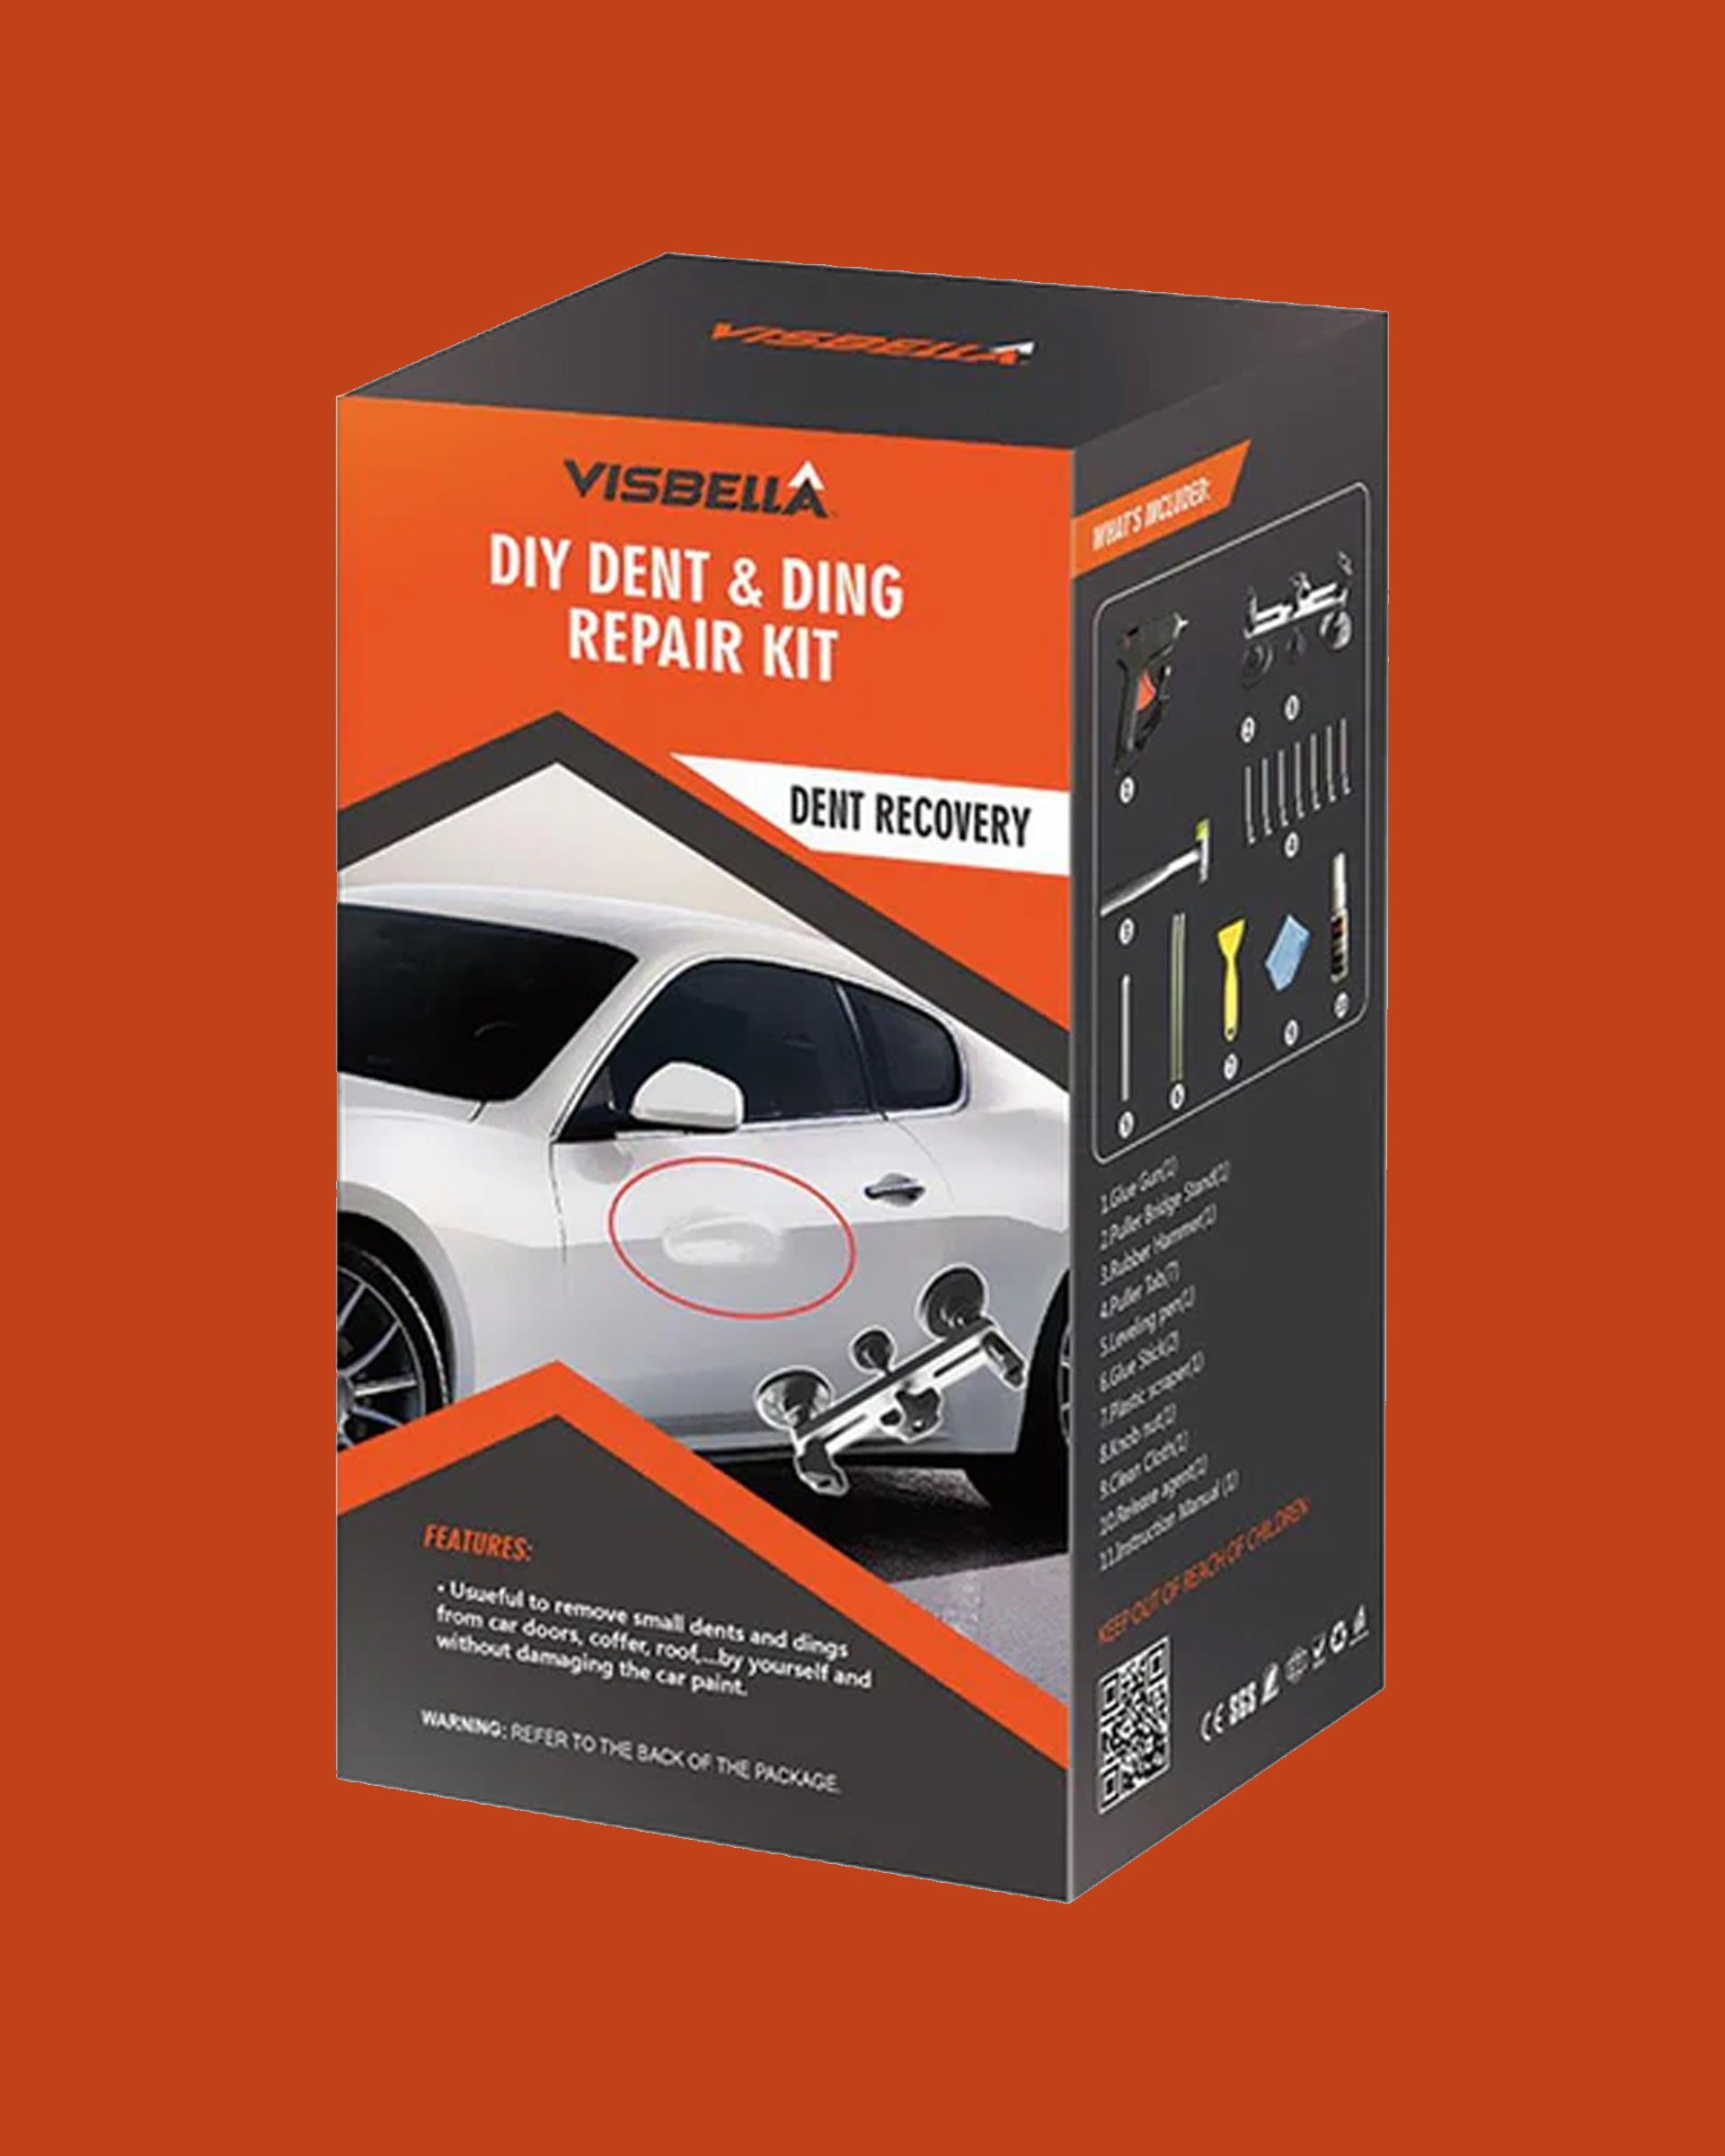 VISBELLA
VISBELLA
DIY DENT & DING
REPAIR KIT
DENT RECOVERY
FEATURES:
• Usueful to remove small dents and dings
from car doors, coffer, roof,...by yourself and
without damaging the car paint.
WARNING: REFER TO THE BACK OF THE PACKAGE.
WHAT'S INCLUDED:
1.Glue Gun(1)
2.Puller Bridge Stand(1)
3.Rubber Hammer(1)
4.Puller Tab(7)
5.Leveling pen(1)
6.Glue Stick(2)
7.Plastic scraper(1)
8.Knob nut(1)
9.Clean Cloth(1)
10.Release agent(1)
11.Instruction Manual (1)
KEEP OUT OF REACH OF CHILDREN
CE SGS